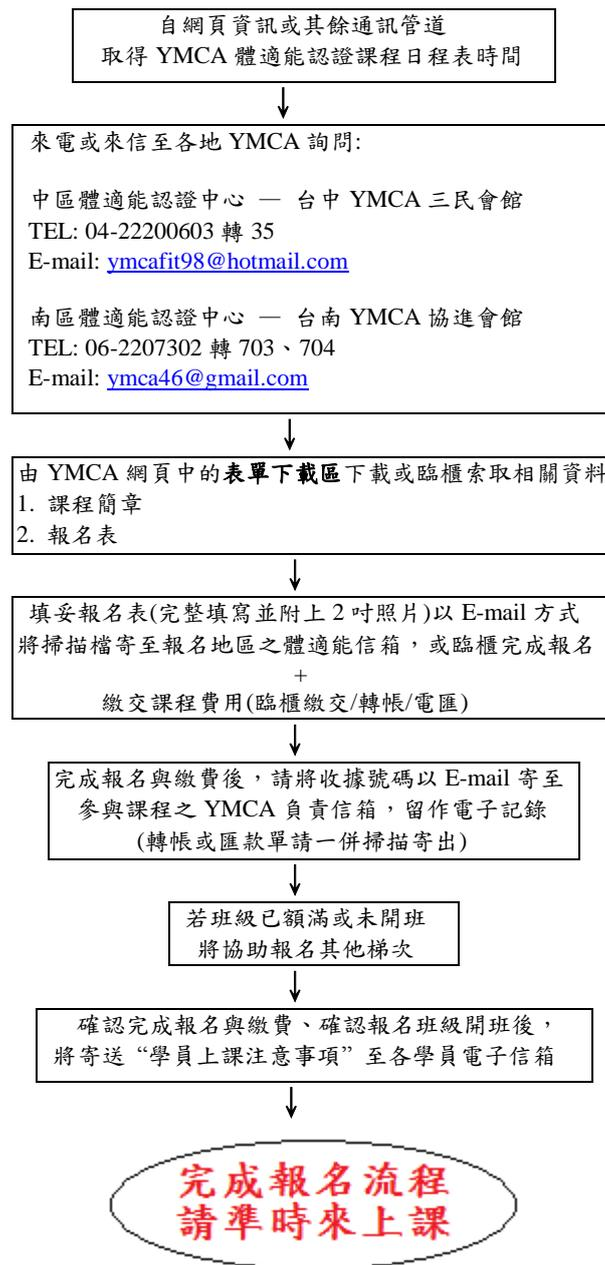 自網頁資訊或其餘通訊管道
取得 YMCA 體適能認證課程日程表時間
來電或來信至各地 YMCA 詢問:
中區體適能認證中心 — 台中 YMCA 三民會館
TEL: 04-22200603 轉 35
E-mail: ymcafit98@hotmail.com
南區體適能認證中心 — 台南 YMCA 協進會館
TEL: 06-2207302 轉 703、704
E-mail: ymca46@gmail.com
由 YMCA 網頁中的表單下載區下載或臨櫃索取相關資料
1. 課程簡章
2. 報名表
填妥報名表(完整填寫並附上 2 吋照片)以 E-mail 方式
將掃描檔寄至報名地區之體適能信箱，或臨櫃完成報名
+
繳交課程費用(臨櫃繳交/轉帳/電匯)
完成報名與繳費後，請將收據號碼以 E-mail 寄至
參與課程之 YMCA 負責信箱，留作電子記錄
(轉帳或匯款單請一併掃描寄出)
若班級已額滿或未開班
將協助報名其他梯次
確認完成報名與繳費、確認報名班級開班後，
將寄送“學員上課注意事項”至各學員電子信箱
完成報名流程
請準時來上課